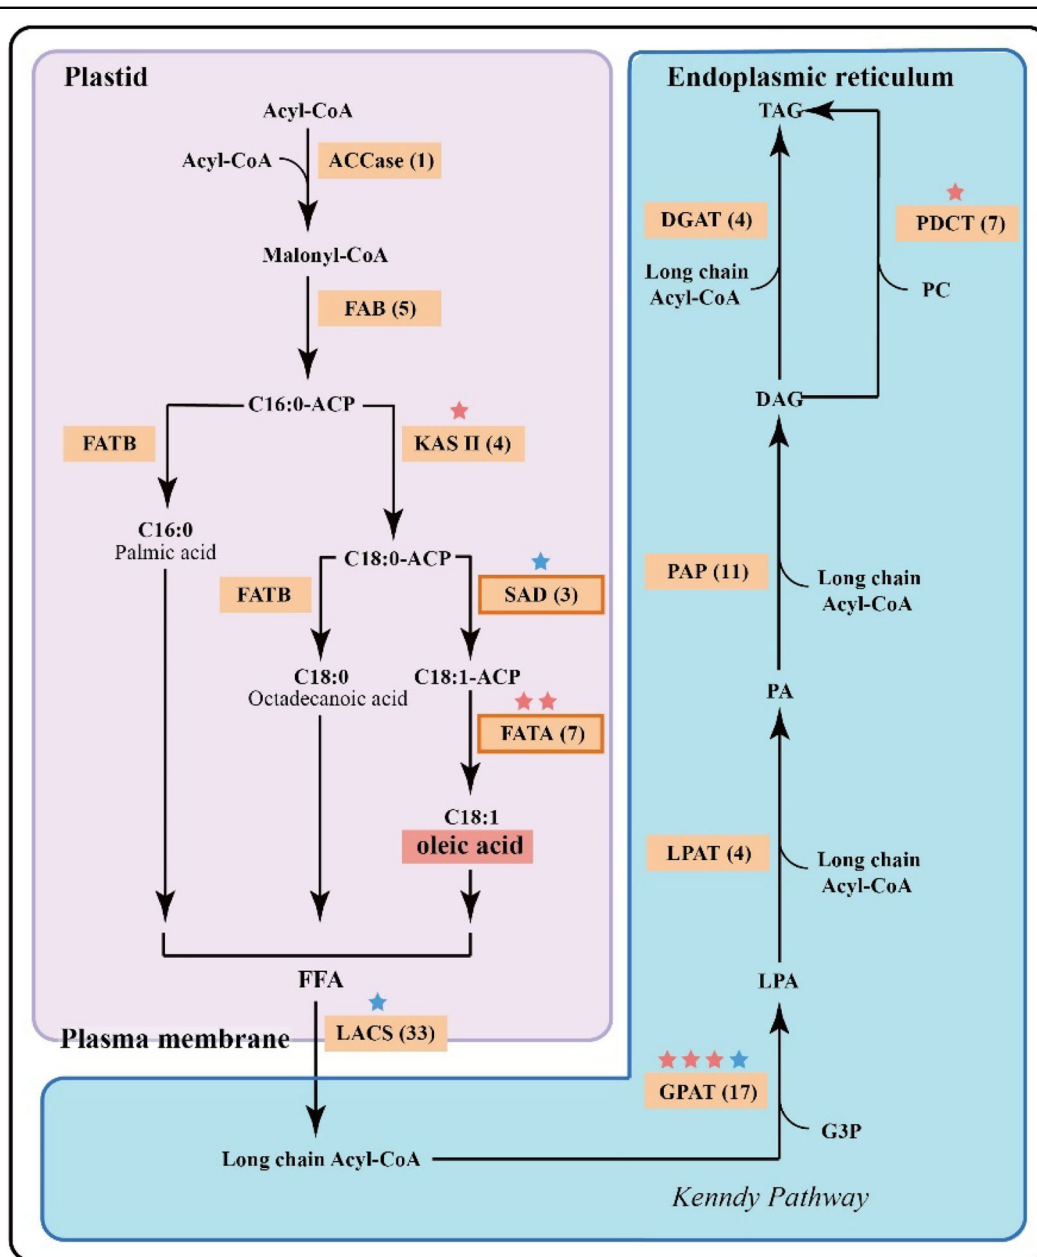 Plastid
Acyl-CoA
Acyl-CoA
ACCase (1)
Malonyl-CoA
FAB (5)
C16:0-ACP
FATB
KAS II (4)
C16:0
Palmic acid
C18:0-ACP
FATB
SAD (3)
C18:0
Octadecanoic acid
C18:1-ACP
FATA (7)
C18:1
oleic acid
FFA
LACS (33)
Plasma membrane
Long chain Acyl-CoA
Endoplasmic reticulum
TAG
DGAT (4)
PDCT (7)
Long chain
Acyl-CoA
PC
DAG
PAP (11)
Long chain
Acyl-CoA
PA
LPAT (4)
Long chain
Acyl-CoA
LPA
GPAT (17)
G3P
Kenndy Pathway